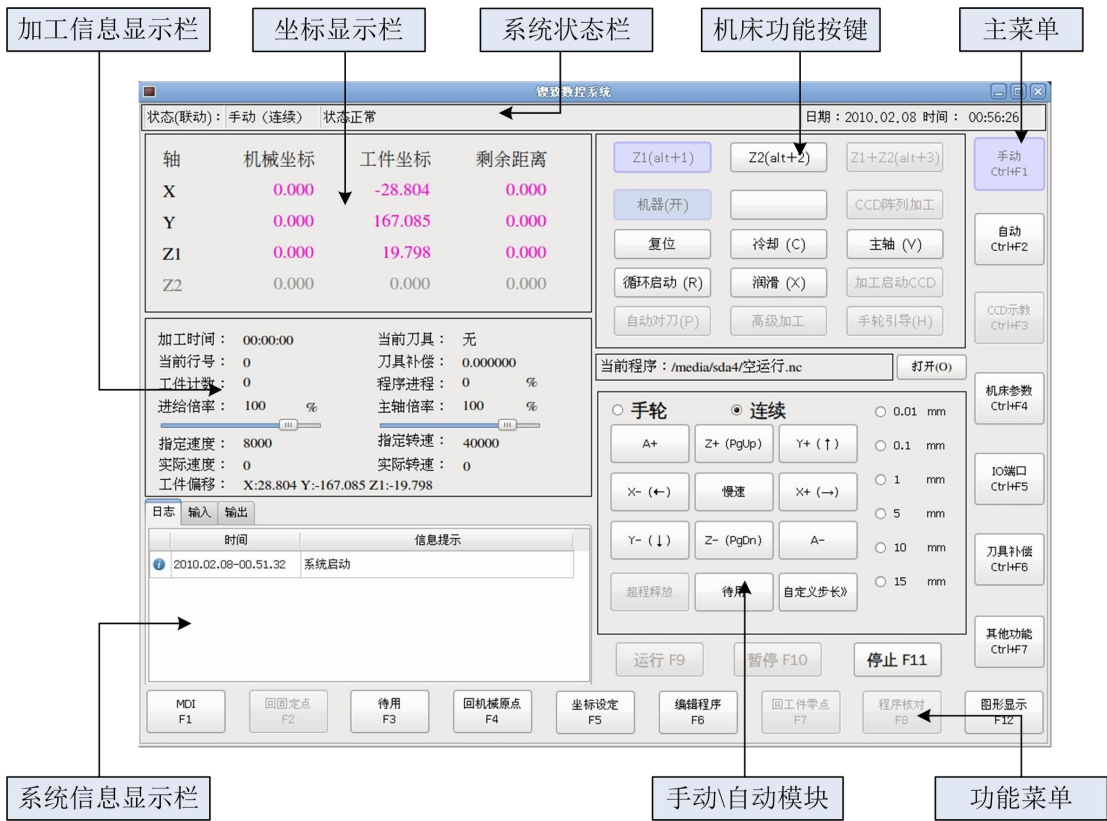 加工信息显示栏 坐标显示栏 系统状态栏 机床功能按键 主菜单
锲致数控系统
状态(联动)：手动（连续） 状态正常 日期：2010.02.08 时间： 00:56:26
轴 机械坐标 工件坐标 剩余距离
X 0.000 -28.804 0.000
Y 0.000 167.085 0.000
Z1 0.000 19.798 0.000
Z2 0.000 0.000 0.000
加工时间： 00:00:00 当前刀具： 无
当前行号： 0 刀具补偿： 0.000000
工件计数： 0 程序进程： 0 %
进给倍率： 100 % 主轴倍率： 100 %
指定速度： 8000 指定转速： 40000
实际速度： 0 实际转速： 0
工件偏移： X:28.804 Y:-167.085 Z1:-19.798
日志 输入 输出
时间 信息提示
2010.02.08-00.51.32 系统启动
Z1(alt+1) Z2(alt+2) Z1+Z2(alt+3)
机器(开) CCD阵列加工
复位 冷却 (C) 主轴 (V)
循环启动 (R) 润滑 (X) 加工启动CCD
自动对刀(P) 高级加工 手轮引导(H)
当前程序：/media/sda4/空运行.nc 打开(O)
手轮 连续
A+ Z+ (PgUp) Y+ (↑)
X- (←) 慢速 X+ (→)
Y- (↓) Z- (PgDn) A-
超程释放 待用 自定义步长》
0.01 mm
0.1 mm
1 mm
5 mm
10 mm
15 mm
运行 F9 暂停 F10 停止 F11
手动
Ctrl+F1
自动
Ctrl+F2
CCD示教
Ctrl+F3
机床参数
Ctrl+F4
IO端口
Ctrl+F5
刀具补偿
Ctrl+F6
其他功能
Ctrl+F7
MDI 回固定点 待用 回机械原点 坐标设定 编辑程序 回工件零点 程序核对 图形显示
F1 F2 F3 F4 F5 F6 F7 F8 F12
系统信息显示栏 手动\自动模块 功能菜单